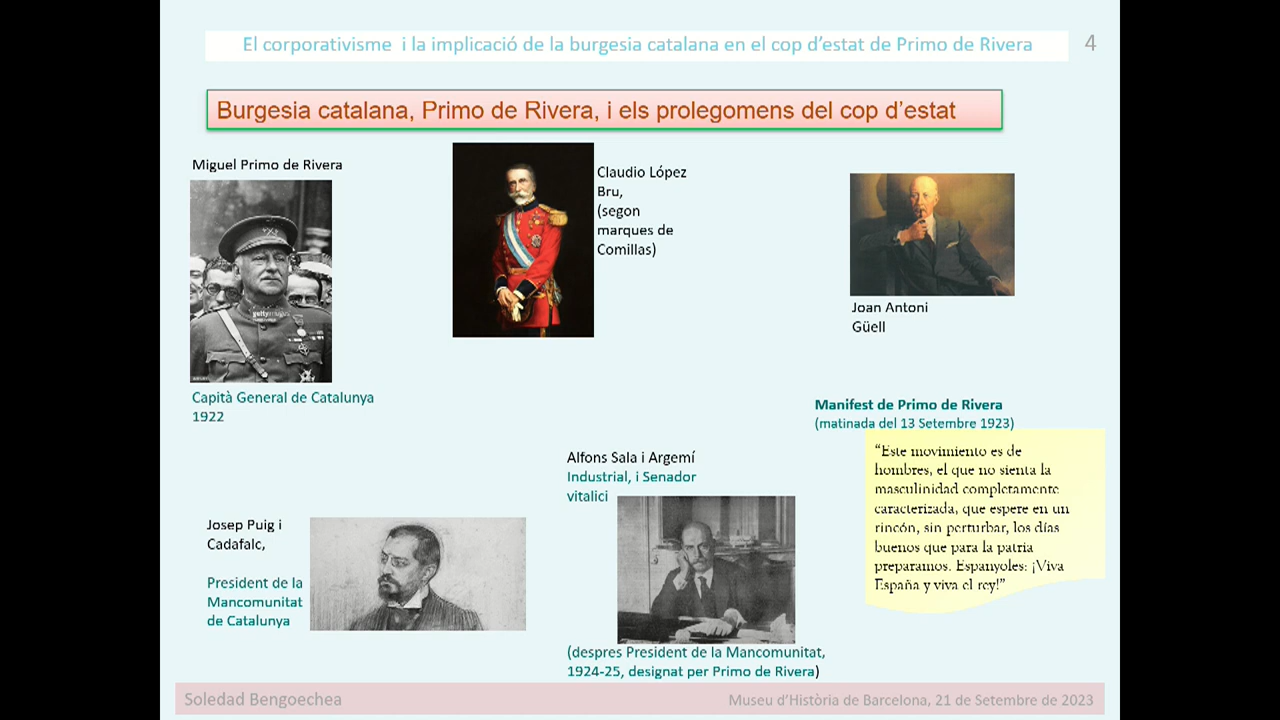 El corporativisme i la implicació de la burgesia catalana en el cop d'estat de Primo de Rivera
4
Burgesia catalana, Primo de Rivera, i els prolegomens del cop d'estat
Miguel Primo de Rivera
gettyimages
Capità General de Catalunya
1922
Claudio López
Bru,
(segon
marques de
Comillas)
Joan Antoni
Güell
Manifest de Primo de Rivera
(matinada del 13 Setembre 1923)
“Este movimiento es de
hombres, el que no sienta la
masculinidad completamente
caracterizada, que espere en un
rincón, sin perturbar, los días
buenos que para la patria
preparamos. Espanyoles: ¡Viva
España y viva el rey!”
Alfons Sala i Argemí
Industrial, i Senador
vitalici
(despres President de la Mancomunitat,
1924-25, designat per Primo de Rivera)
Josep Puig i
Cadafalc,
President de la
Mancomunitat
de Catalunya
Soledad Bengoechea
Museu d'Història de Barcelona, 21 de Setembre de 2023